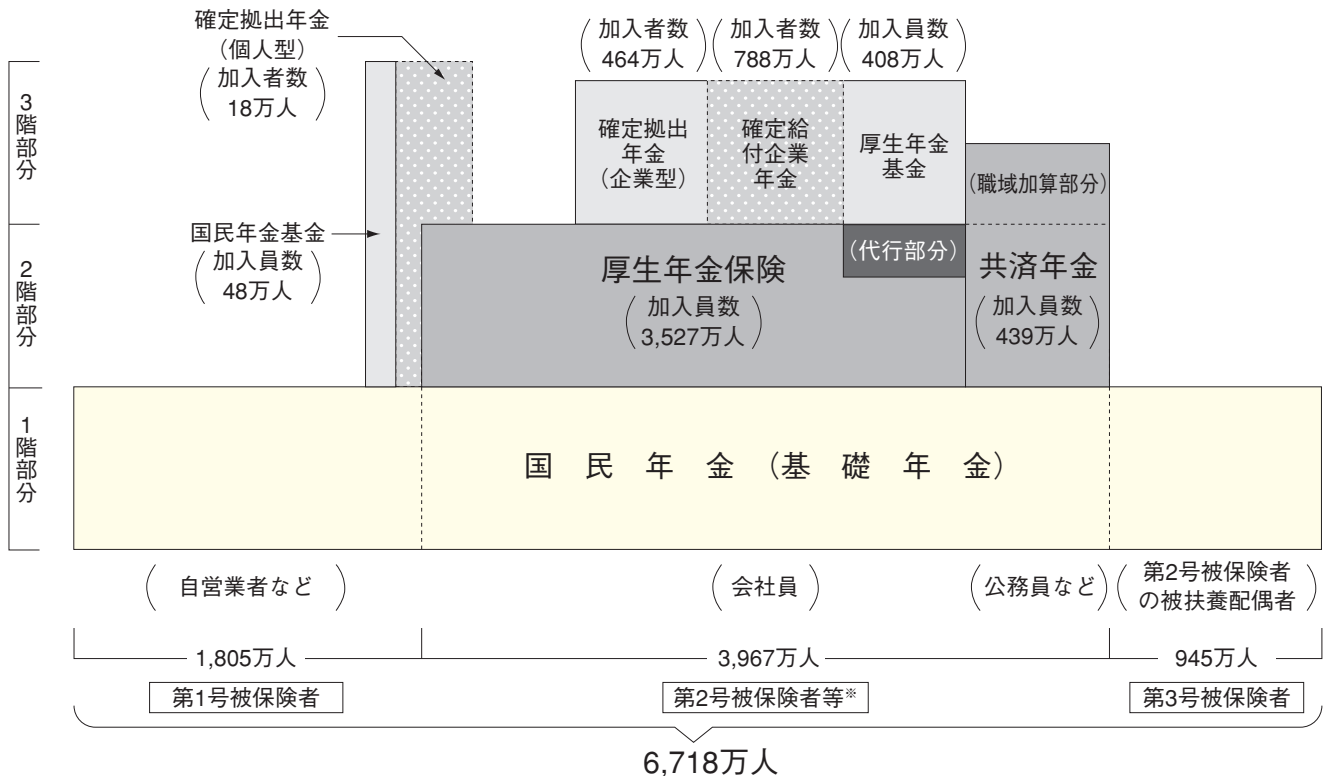 確定拠出年金
(個人型)
(加入者数
18万人)
(加入者数
464万人)
(加入者数
788万人)
(加入員数
408万人)
3階部分
確定拠出
年金
(企業型)
確定給
付企業
年金
厚生年金
基金
(職域加算部分)
国民年金基金
(加入員数
48万人)
2階部分
(代行部分)
厚生年金保険
(加入員数
3,527万人)
共済年金
(加入員数
439万人)
1階部分
国民年金(基礎年金)
(自営業者など)
(会社員)
(公務員など)
(第2号被保険者
の被扶養配偶者)
1,805万人
3,967万人
945万人
第1号被保険者
第2号被保険者等※
第3号被保険者
6,718万人